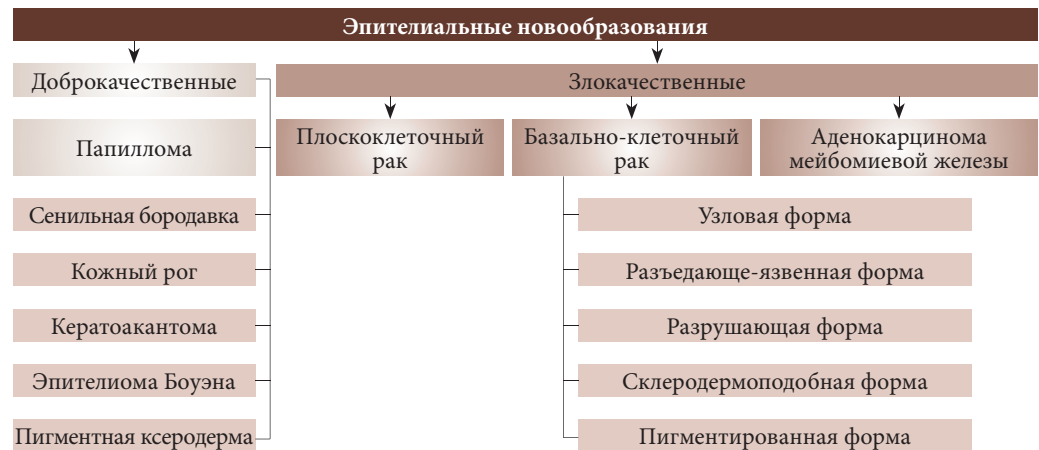 Эпителиальные новообразования
Доброкачественные
Злокачественные
Папиллома
Плоскоклеточный
рак
Базально-клеточный
рак
Аденокарцинома
мейбомиевой железы
Сенильная бородавка
Узловая форма
Кожный рог
Разъедающе-язвенная форма
Кератоакантома
Разрушающая форма
Эпителиома Боуэна
Склеродермоподобная форма
Пигментная ксеродерма
Пигментированная форма